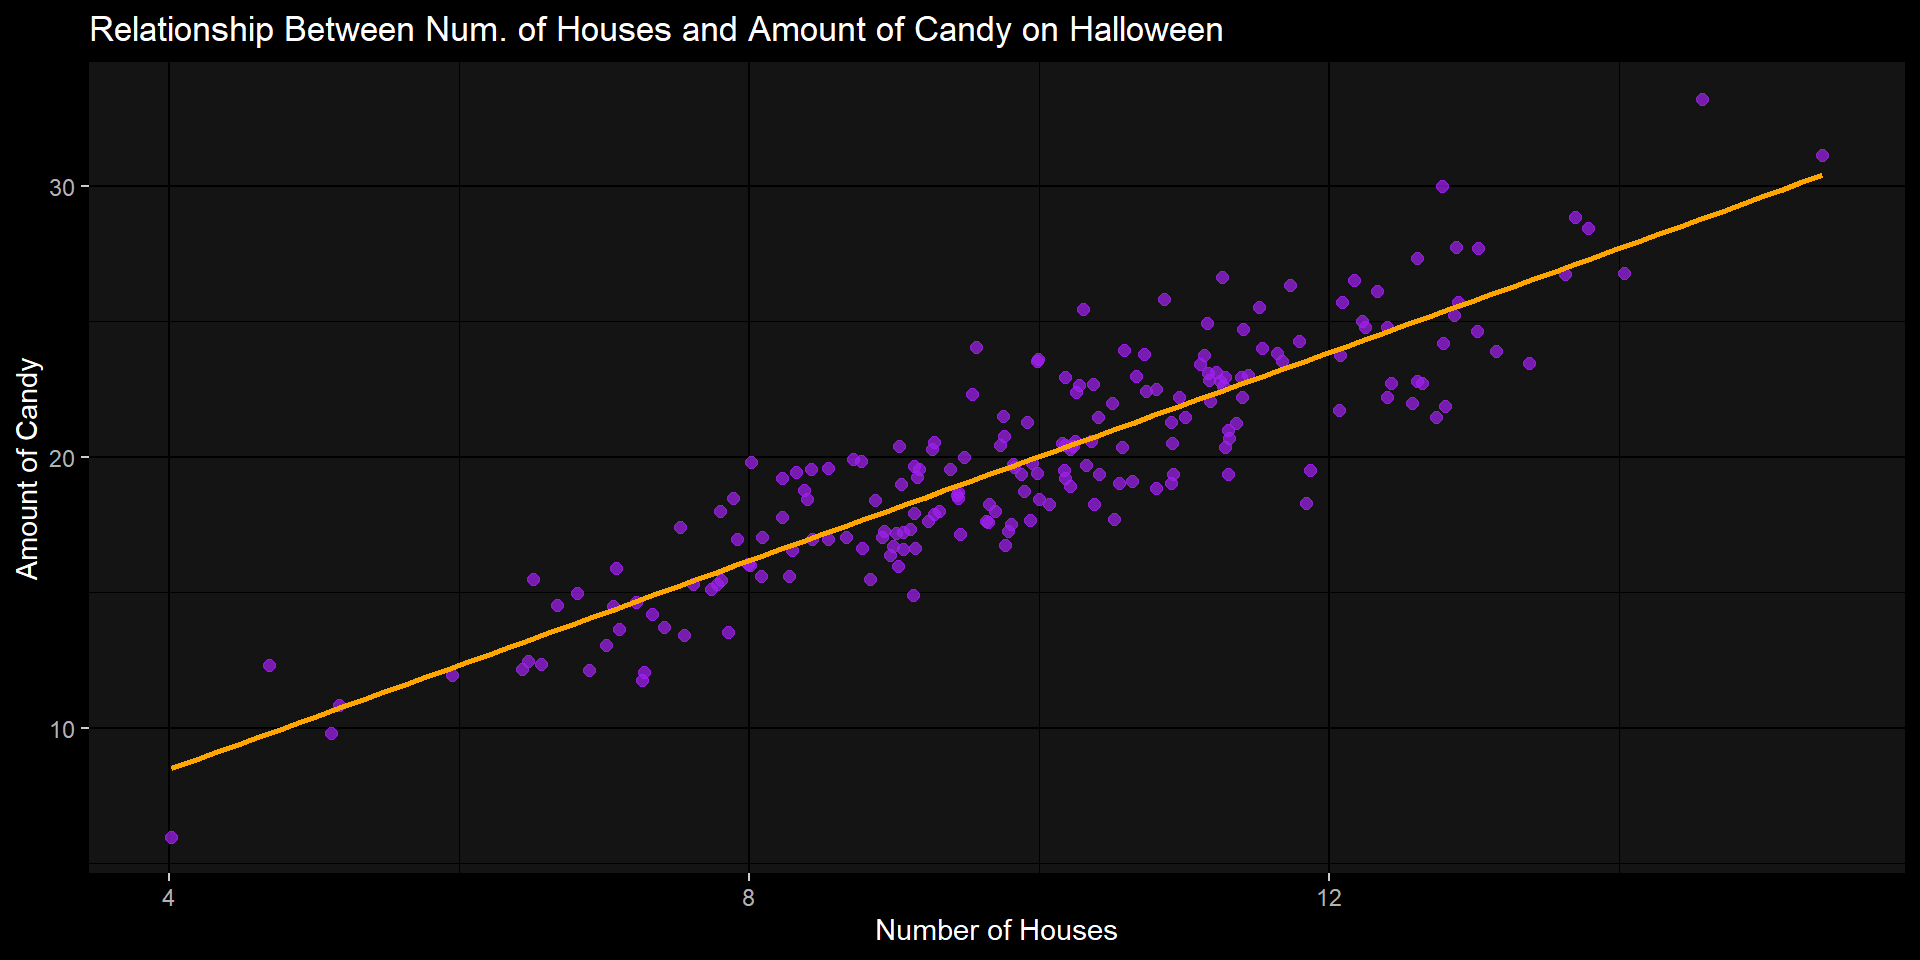 Relationship Between Num. of Houses and Amount of Candy on Halloween
Amount of Candy
30
20
10
4 8 12
Number of Houses